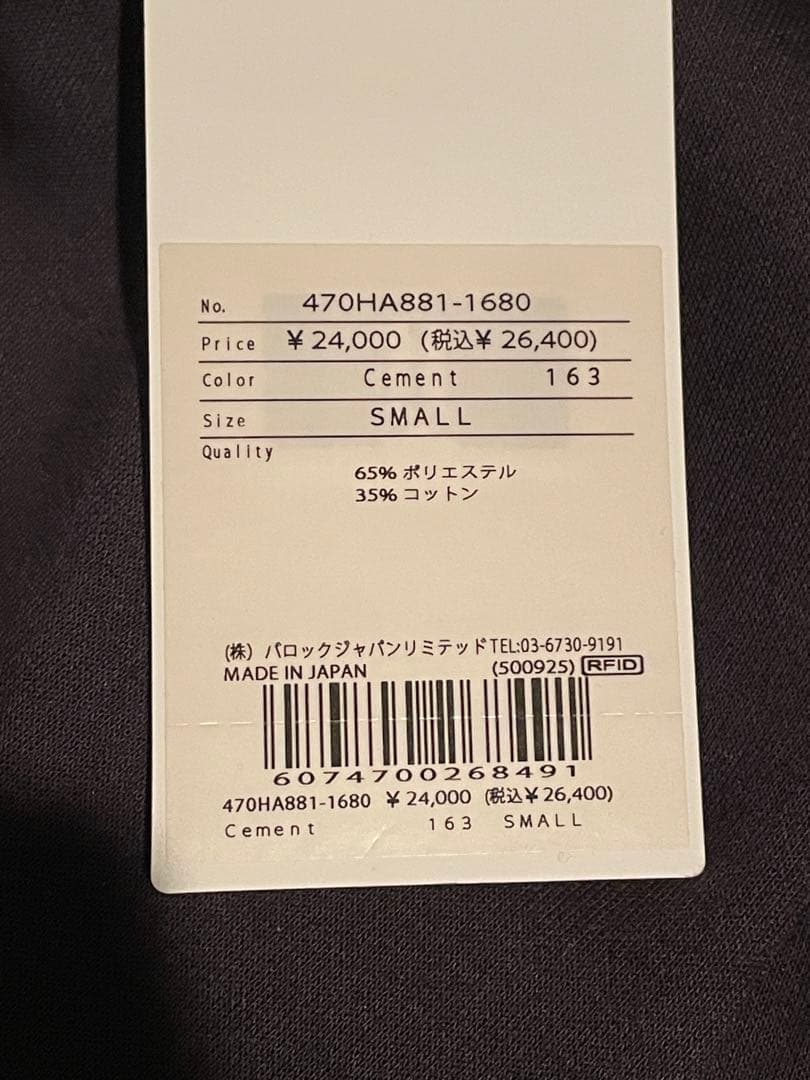 No. 470HA881-1680
Price ¥24,000 (税込¥26,400)
Color Cement 163
Size SMALL
Quality
65% ポリエステル
35% コットン
(株) バロックジャパンリミテッドTEL:03-6730-9191
MADE IN JAPAN (500925) RFID
6074700268491
470HA881-1680 ¥24,000 (税込¥26,400)
Cement 163 SMALL